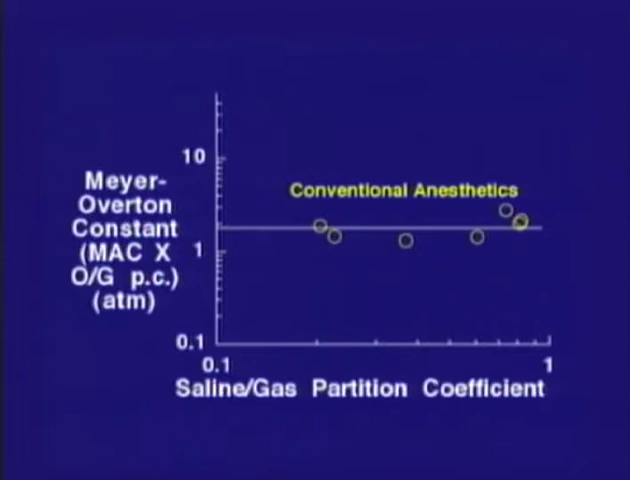 10
Conventional Anesthetics
Meyer-
Overton
Constant
(MAC X
O/G p.c.)
(atm)
1
0.1
0.1
1
Saline/Gas Partition Coefficient